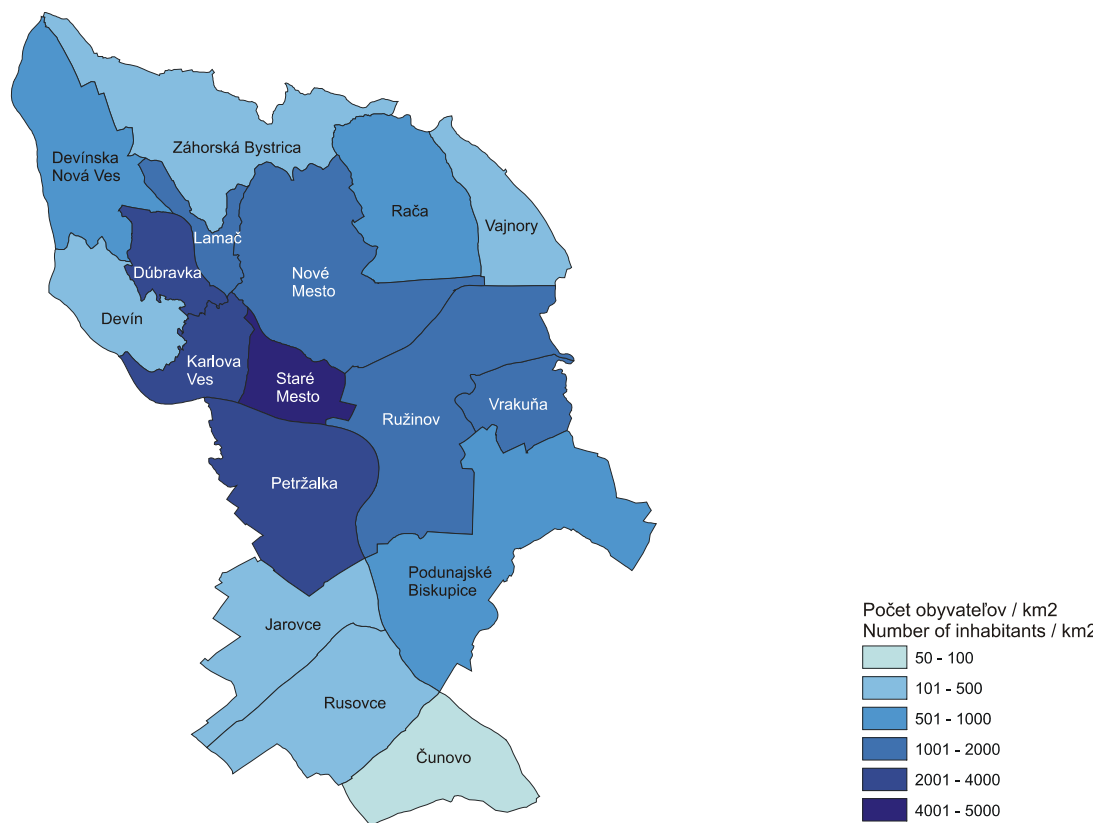 Záhorská Bystrica
Devínska
Nová Ves
Rača
Vajnory
Lamač
Dúbravka
Nové
Mesto
Devín
Karlova
Ves
Staré
Mesto
Vrakuňa
Ružinov
Petržalka
Podunajské
Biskupice
Jarovce
Rusovce
Čunovo
Počet obyvateľov / km2
Number of inhabitants / km2
50 - 100
101 - 500
501 - 1000
1001 - 2000
2001 - 4000
4001 - 5000